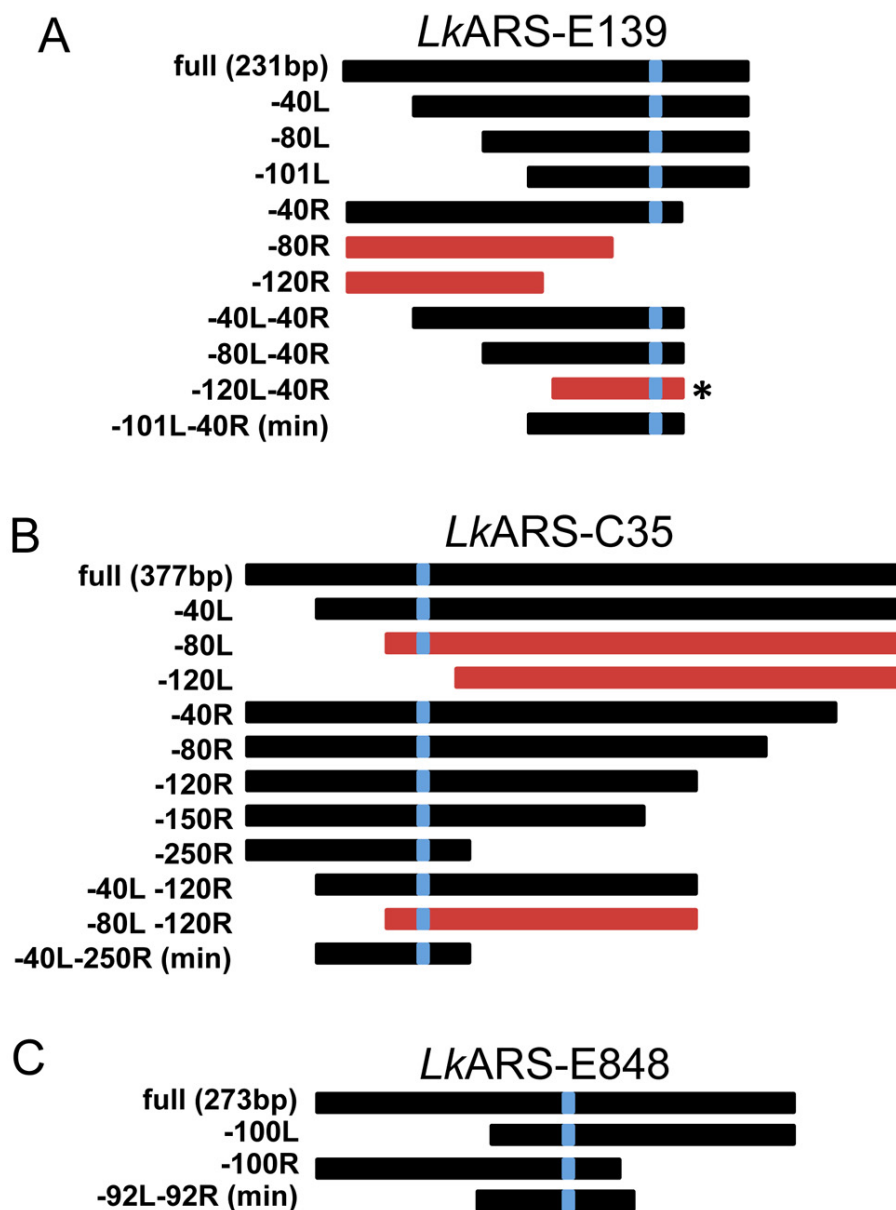 A
LkARS-E139
full (231bp)
-40L
-80L
-101L
-40R
-80R
-120R
-40L-40R
-80L-40R
-120L-40R *
-101L-40R (min)
B
LkARS-C35
full (377bp)
-40L
-80L
-120L
-40R
-80R
-120R
-150R
-250R
-40L -120R
-80L -120R
-40L-250R (min)
C
LkARS-E848
full (273bp)
-100L
-100R
-92L-92R (min)